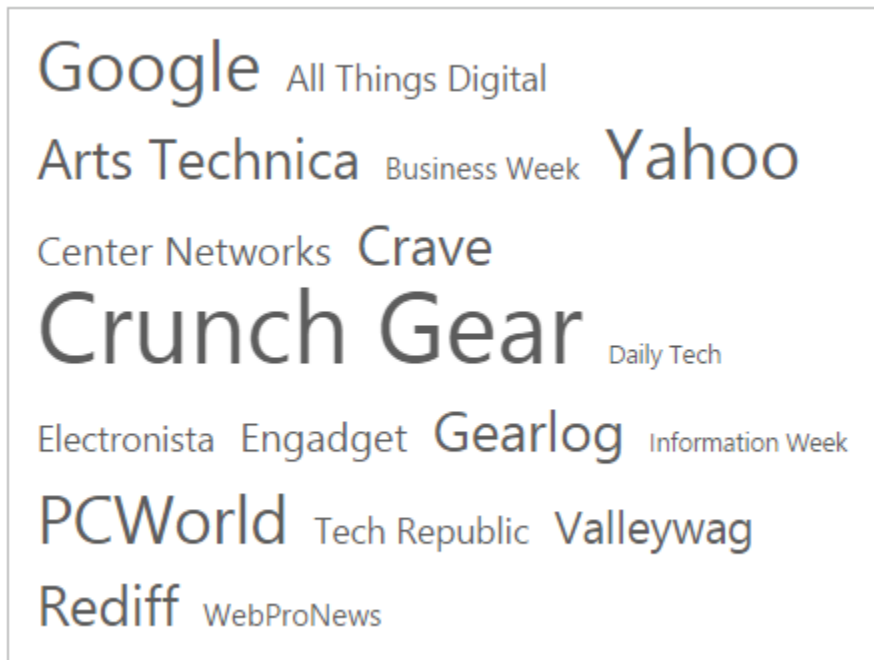 Google All Things Digital
Arts Technica Business Week Yahoo
Center Networks Crave
Crunch Gear Daily Tech
Electronista Engadget Gearlog Information Week
PCWorld Tech Republic Valleywag
Rediff WebProNews